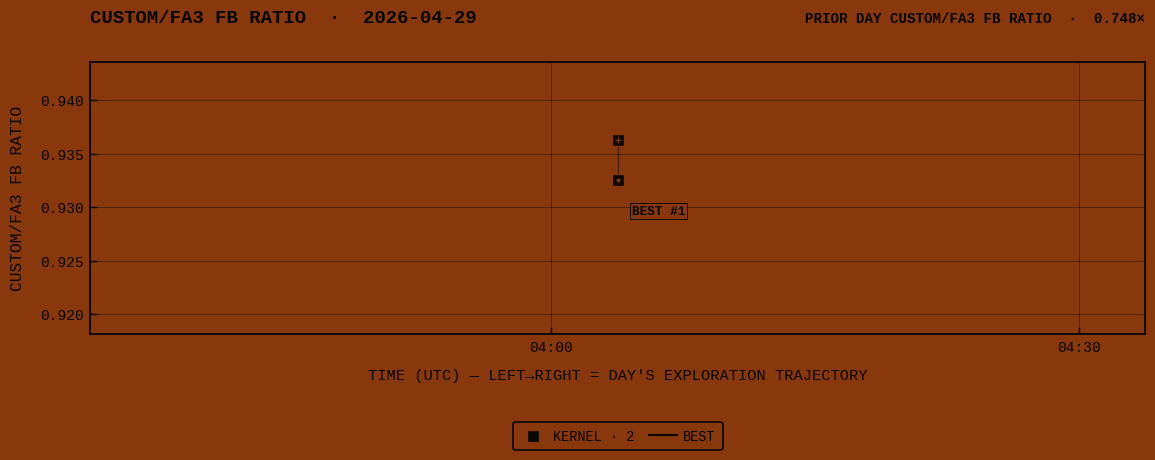 CUSTOM/FA3 FB RATIO · 2026-04-29
PRIOR DAY CUSTOM/FA3 FB RATIO · 0.748×
CUSTOM/FA3 FB RATIO
0.940
0.935
0.930
0.925
0.920
BEST #1
04:00
04:30
TIME (UTC) — LEFT→RIGHT = DAY'S EXPLORATION TRAJECTORY
KERNEL · 2
BEST